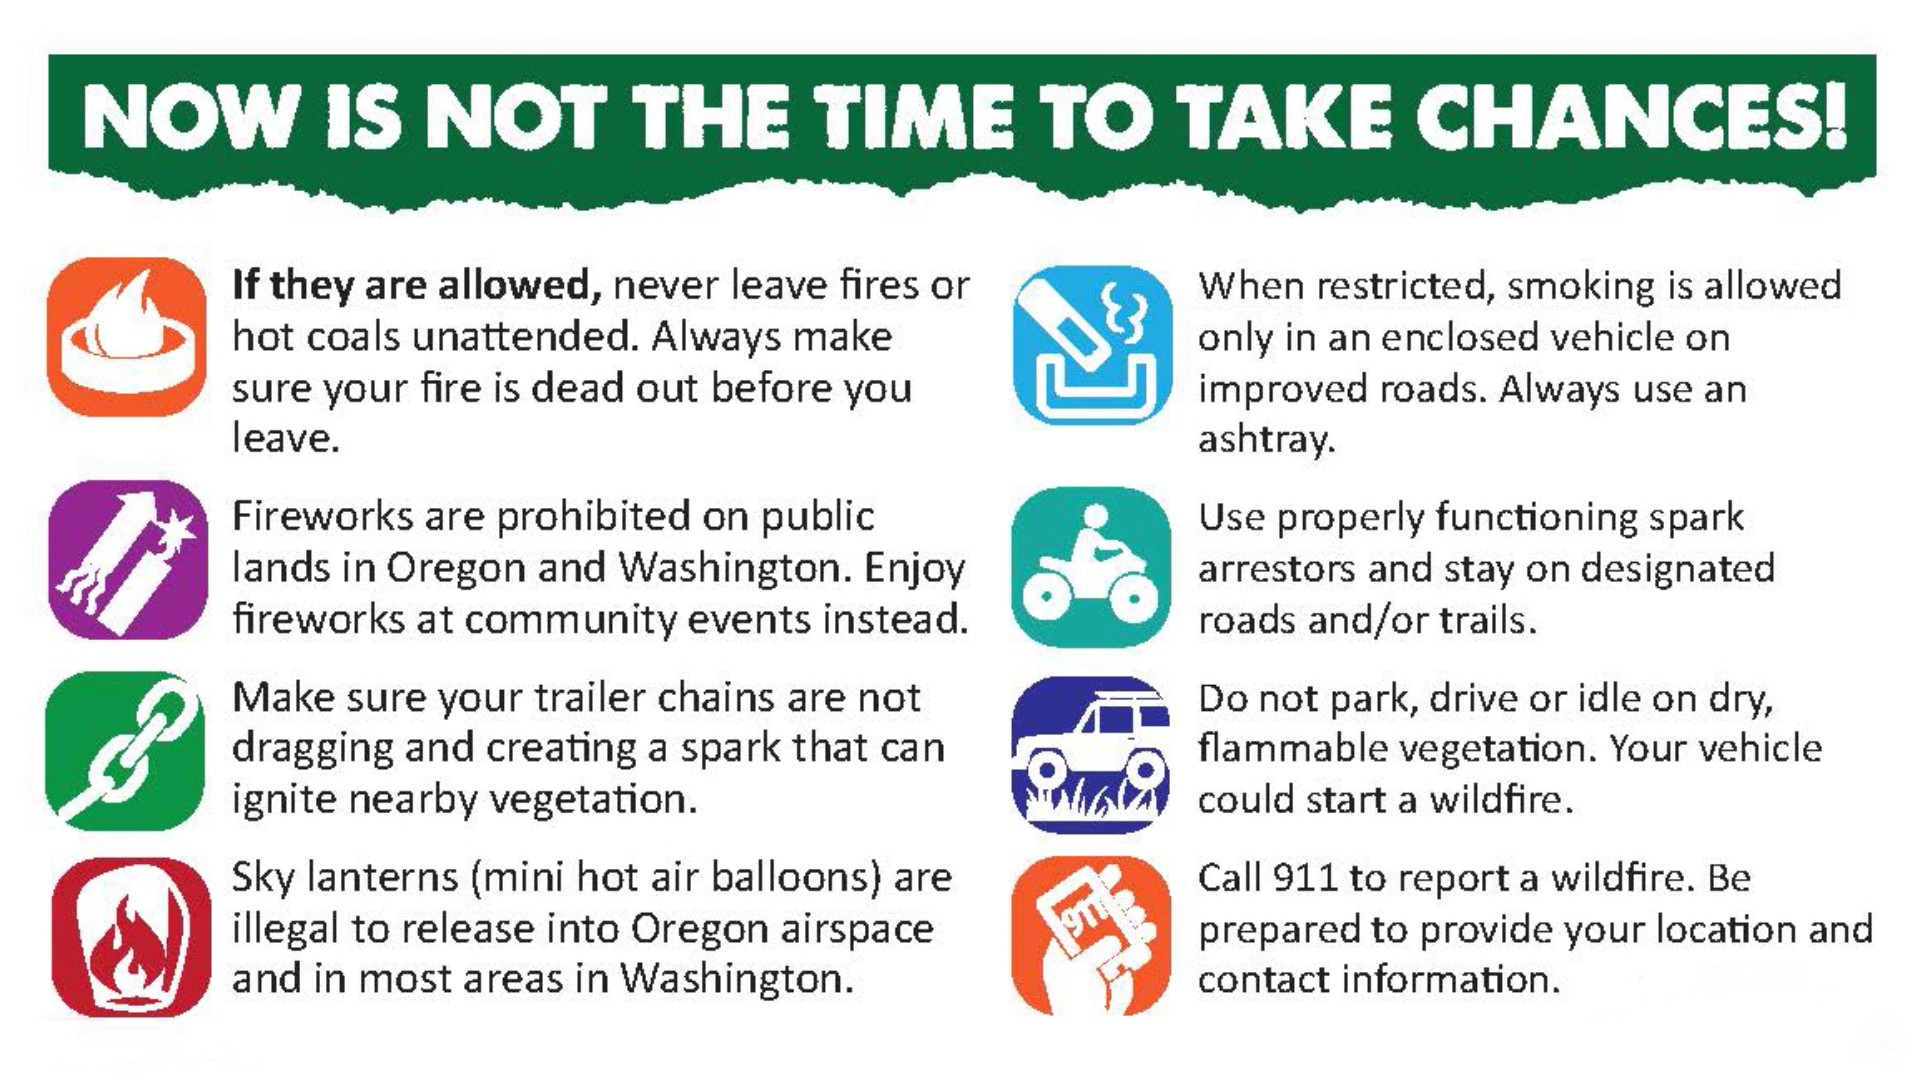 NOW IS NOT THE TIME TO TAKE CHANCES!
If they are allowed, never leave fires or
hot coals unattended. Always make
sure your fire is dead out before you
leave.
Fireworks are prohibited on public
lands in Oregon and Washington. Enjoy
fireworks at community events instead.
Make sure your trailer chains are not
dragging and creating a spark that can
ignite nearby vegetation.
Sky lanterns (mini hot air balloons) are
illegal to release into Oregon airspace
and in most areas in Washington.
When restricted, smoking is allowed
only in an enclosed vehicle on
improved roads. Always use an
ashtray.
Use properly functioning spark
arrestors and stay on designated
roads and/or trails.
Do not park, drive or idle on dry,
flammable vegetation. Your vehicle
could start a wildfire.
911
Call 911 to report a wildfire. Be
prepared to provide your location and
contact information.